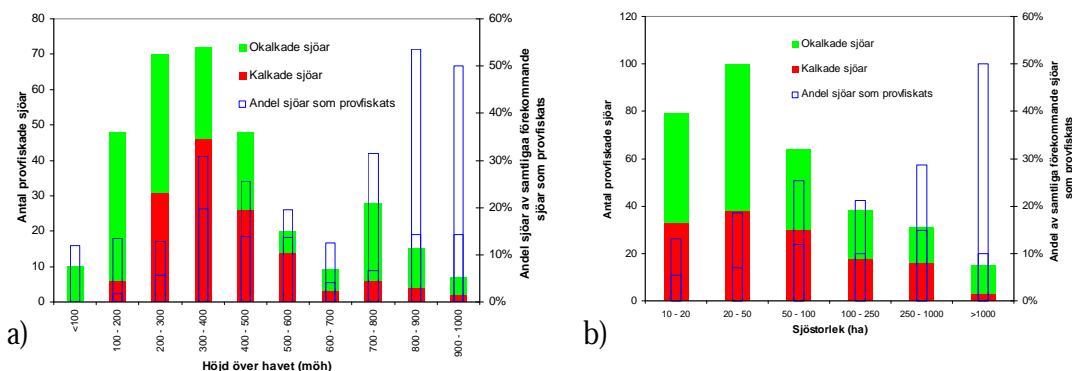 80
70
60
50
40
30
20
10
0
Antal provfiskade sjöar
60%
50%
40%
30%
20%
10%
0%
Andel sjöar av samtligaa förekommande
sjöar som provfiskats
Okalkade sjöar
Kalkade sjöar
Andel sjöar som provfiskats
<100
100 - 200
200 - 300
300 - 400
400 - 500
500 - 600
600 - 700
700 - 800
800 - 900
900 - 1000
Höjd över havet (möh)
a)
120
100
80
60
40
20
0
Antal provfiskade sjöar
60%
50%
40%
30%
20%
10%
0%
Andel av samtliga förekommande sjöar
som provfiskats
Okalkade sjöar
Kalkade sjöar
Andel sjöar som provfiskats
10 - 20
20 - 50
50 - 100
100 - 250
250 - 1000
>1000
Sjöstorlek (ha)
b)